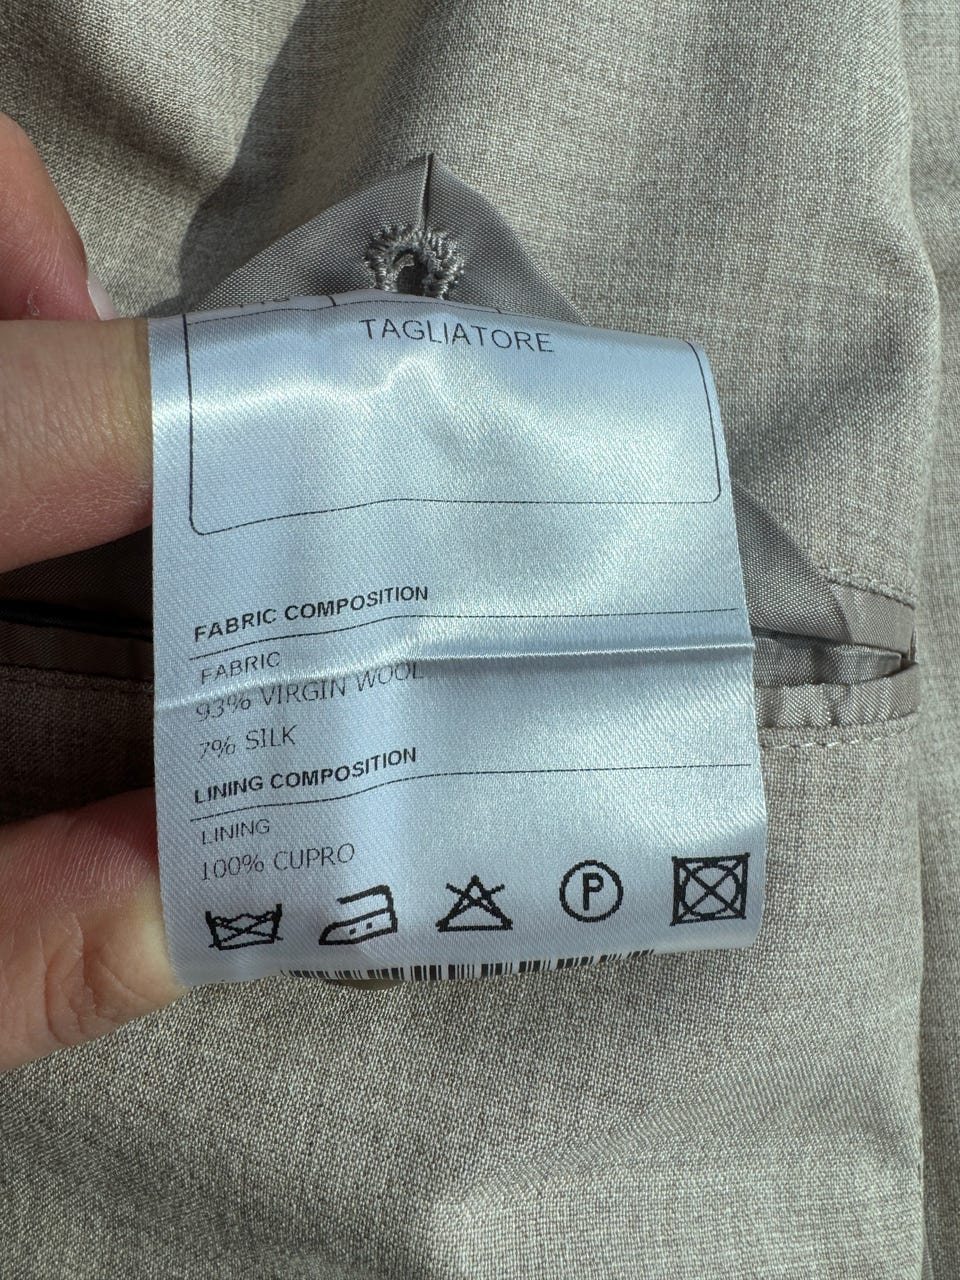 TAGLIATORE
FABRIC COMPOSITION
FABRIC
93% VIRGIN WOOL
7% SILK
LINING COMPOSITION
LINING
100% CUPRO
P